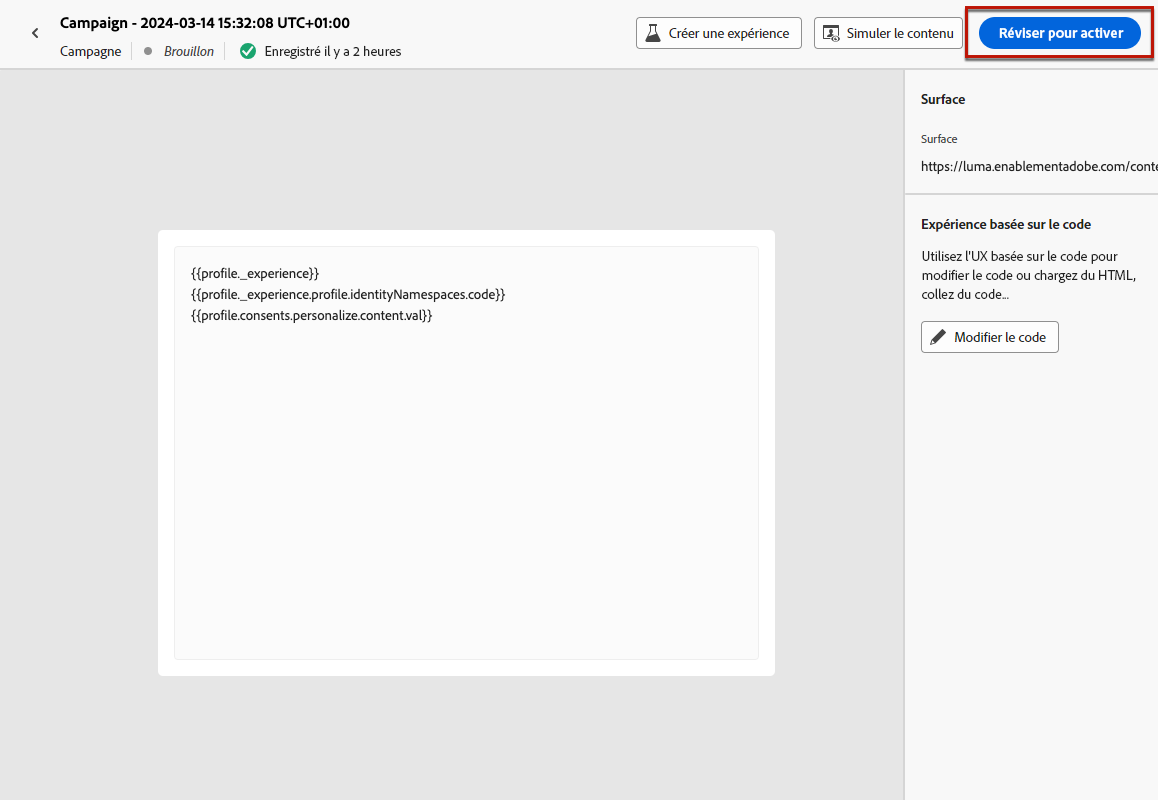 Campaign - 2024-03-14 15:32:08 UTC+01:00
Campagne
Brouillon
Enregistré il y a 2 heures
Créer une expérience
Simuler le contenu
Réviser pour activer
{{profile._experience}}
{{profile._experience.profile.identityNamespaces.code}}
{{profile.consents.personalize.content.val}}
Surface
Surface
https://luma.enablementadobe.com/conte
Expérience basée sur le code
Utilisez l'UX basée sur le code pour
modifier le code ou chargez du HTML,
collez du code...
Modifier le code